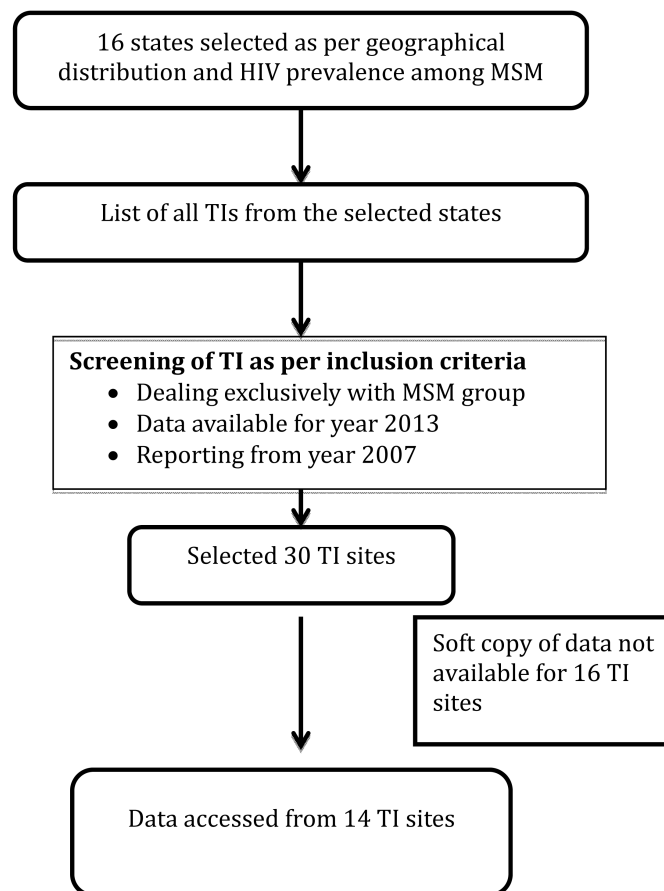 16 states selected as per geographical
distribution and HIV prevalence among MSM
List of all TIs from the selected states
Screening of TI as per inclusion criteria
• Dealing exclusively with MSM group
• Data available for year 2013
• Reporting from year 2007
Selected 30 TI sites
Soft copy of data not
available for 16 TI
sites
Data accessed from 14 TI sites